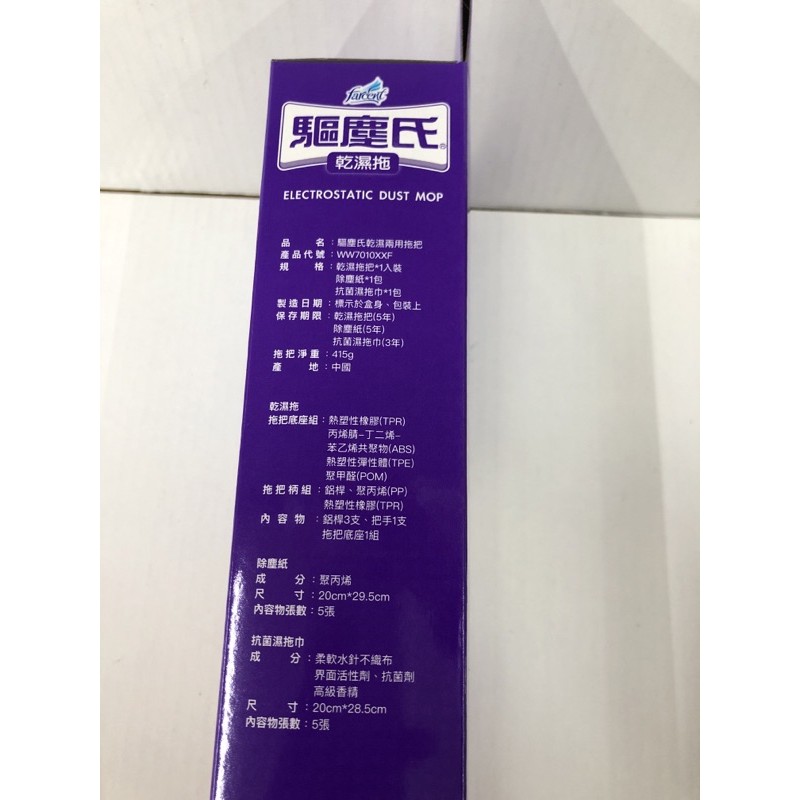 farcent
驅塵氏®
乾濕拖
ELECTROSTATIC DUST MOP
品名：驅塵氏乾濕兩用拖把
產品代號：WW7010XXF
規格：乾濕拖把*1入裝
除塵紙*1包
抗菌濕拖巾*1包
製造日期：標示於盒身、包裝上
保存期限：乾濕拖把(5年)
除塵紙(5年)
抗菌濕拖巾(3年)
拖把淨重：415g
產地：中國
乾濕拖
拖把底座組：熱塑性橡膠(TPR)
丙烯腈-丁二烯-
苯乙烯共聚物(ABS)
熱塑性彈性體(TPE)
聚甲醛(POM)
拖把柄組：鋁桿、聚丙烯(PP)
熱塑性橡膠(TPR)
內容物：鋁桿3支、把手1支
拖把底座1組
除塵紙
成分：聚丙烯
尺寸：20cm*29.5cm
內容物張數：5張
抗菌濕拖巾
成分：柔軟水針不織布
界面活性劑、抗菌劑
高級香精
尺寸：20cm*28.5cm
內容物張數：5張